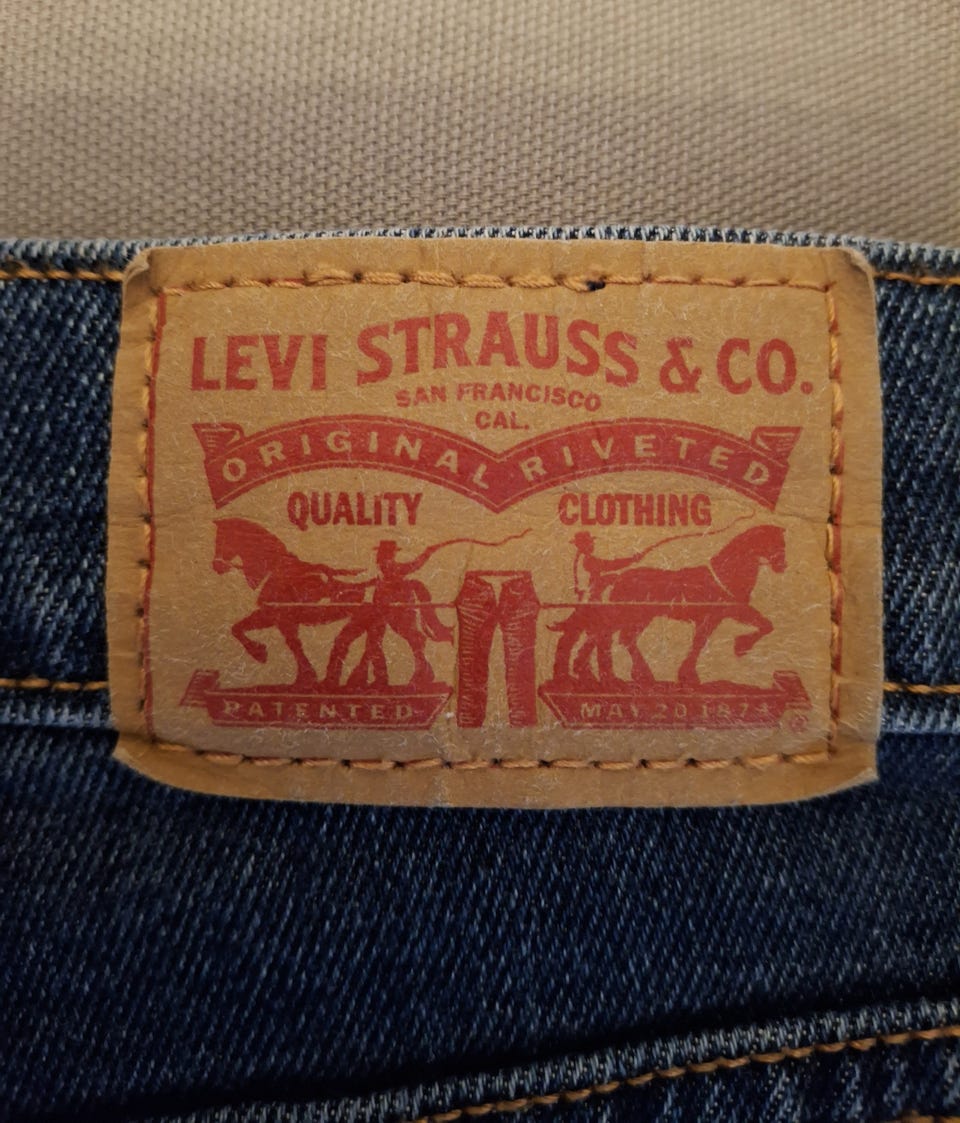 LEVI STRAUSS & CO.
SAN FRANCISCO
CAL.
ORIGINAL RIVETED
QUALITY CLOTHING
PATENTED MAY 20 1873 ®